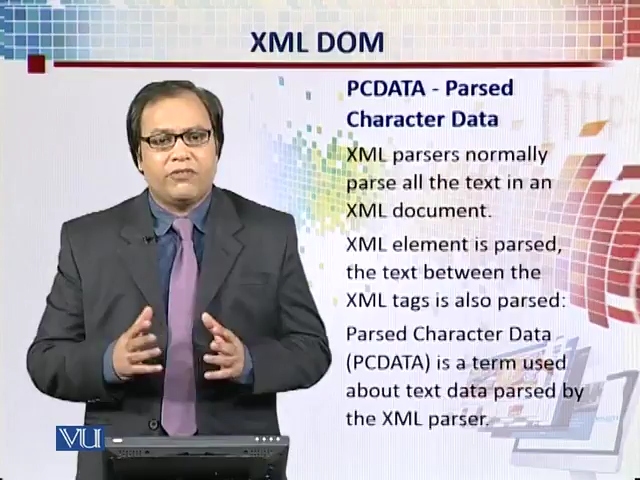 XML DOM
PCDATA - Parsed
Character Data
XML parsers normally
parse all the text in an
XML document.
XML element is parsed,
the text between the
XML tags is also parsed:
Parsed Character Data
(PCDATA) is a term used
about text data parsed by
the XML parser.
VU
http